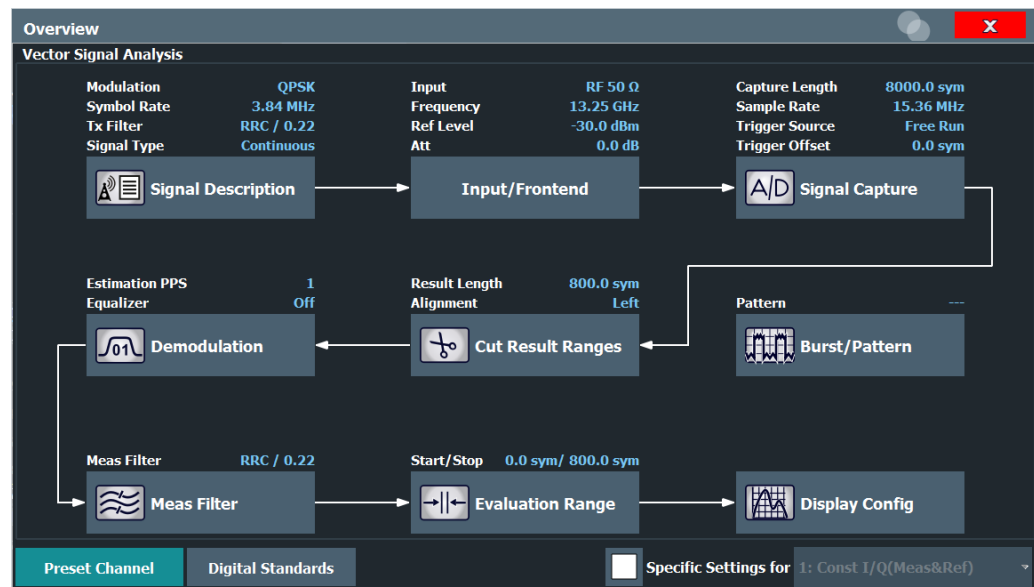 Overview
X
Vector Signal Analysis
Modulation QPSK
Symbol Rate 3.84 MHz
Tx Filter RRC / 0.22
Signal Type Continuous
Signal Description
Input RF 50 Ω
Frequency 13.25 GHz
Ref Level -30.0 dBm
Att 0.0 dB
Input/Frontend
Capture Length 8000.0 sym
Sample Rate 15.36 MHz
Trigger Source Free Run
Trigger Offset 0.0 sym
A/D Signal Capture
Estimation PPS 1
Equalizer Off
01 Demodulation
Result Length 800.0 sym
Alignment Left
Cut Result Ranges
Pattern ---
Burst/Pattern
Meas Filter RRC / 0.22
Meas Filter
Start/Stop 0.0 sym/ 800.0 sym
Evaluation Range
Display Config
Preset Channel
Digital Standards
Specific Settings for 1: Const I/Q(Meas&Ref)